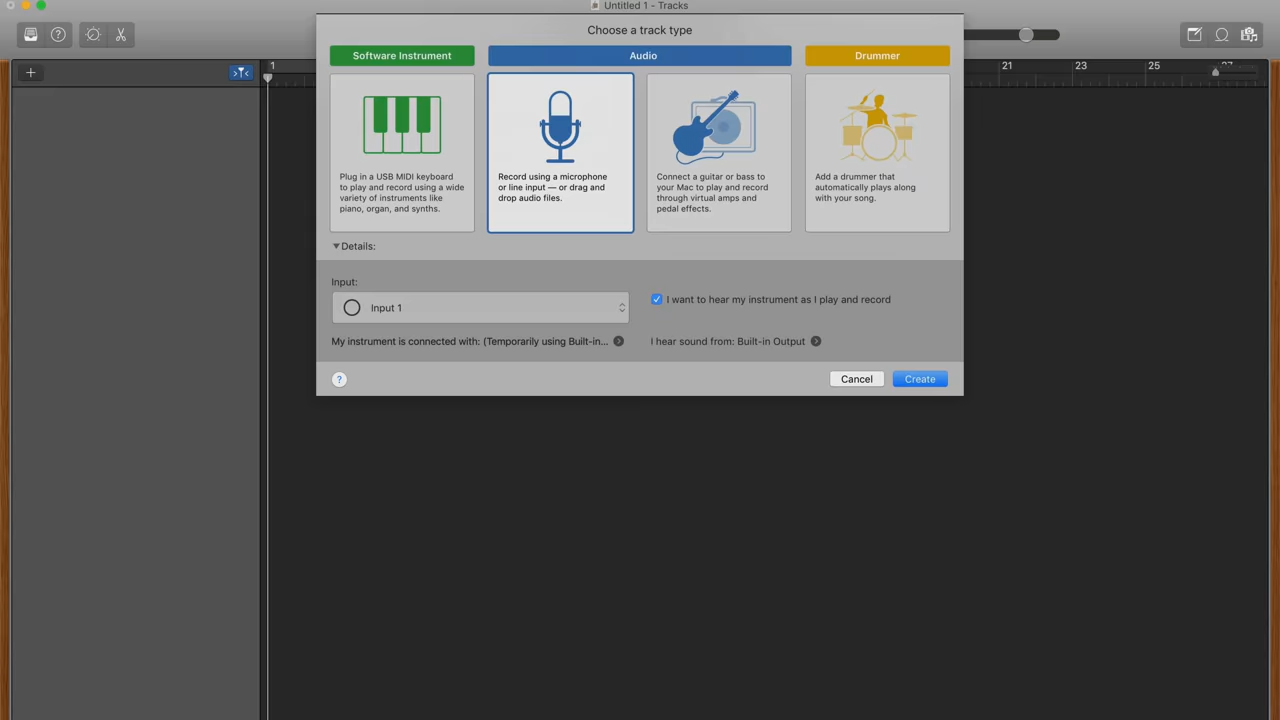 Untitled 1 - Tracks
Choose a track type
Software Instrument
Audio
Drummer
1
21
23
25
27
Plug in a USB MIDI keyboard
to play and record using a wide
variety of instruments like
piano, organ, and synths.
Record using a microphone
or line input — or drag and
drop audio files.
Connect a guitar or bass to
your Mac to play and record
through virtual amps and
pedal effects.
Add a drummer that
automatically plays along
with your song.
Details:
Input:
Input 1
I want to hear my instrument as I play and record
My instrument is connected with: (Temporarily using Built-in...
I hear sound from: Built-in Output
?
Cancel
Create